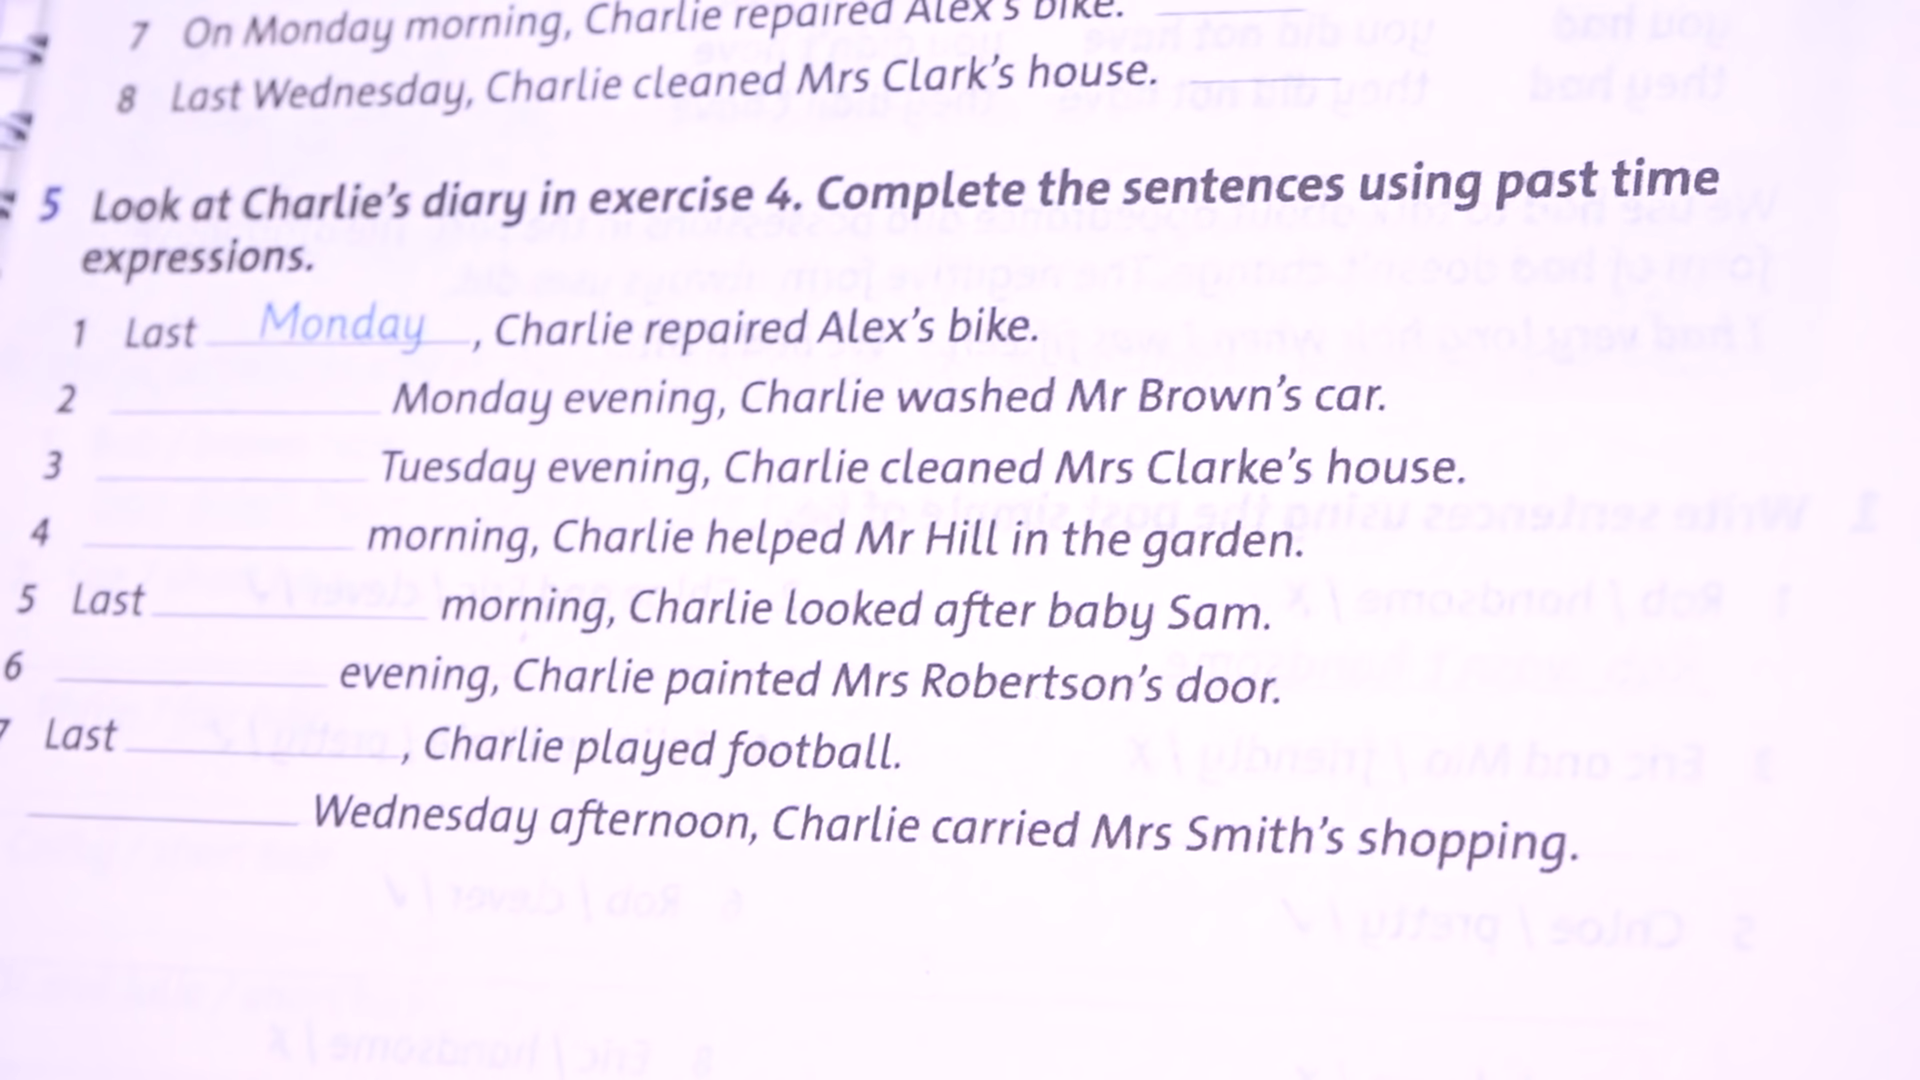 7 On Monday morning, Charlie repaired Alex's bike.
8 Last Wednesday, Charlie cleaned Mrs Clark's house.
5 Look at Charlie's diary in exercise 4. Complete the sentences using past time
expressions.
1 Last Monday, Charlie repaired Alex's bike.
2 Monday evening, Charlie washed Mr Brown's car.
3 Tuesday evening, Charlie cleaned Mrs Clarke's house.
4 morning, Charlie helped Mr Hill in the garden.
5 Last morning, Charlie looked after baby Sam.
6 evening, Charlie painted Mrs Robertson's door.
7 Last , Charlie played football.
Wednesday afternoon, Charlie carried Mrs Smith's shopping.